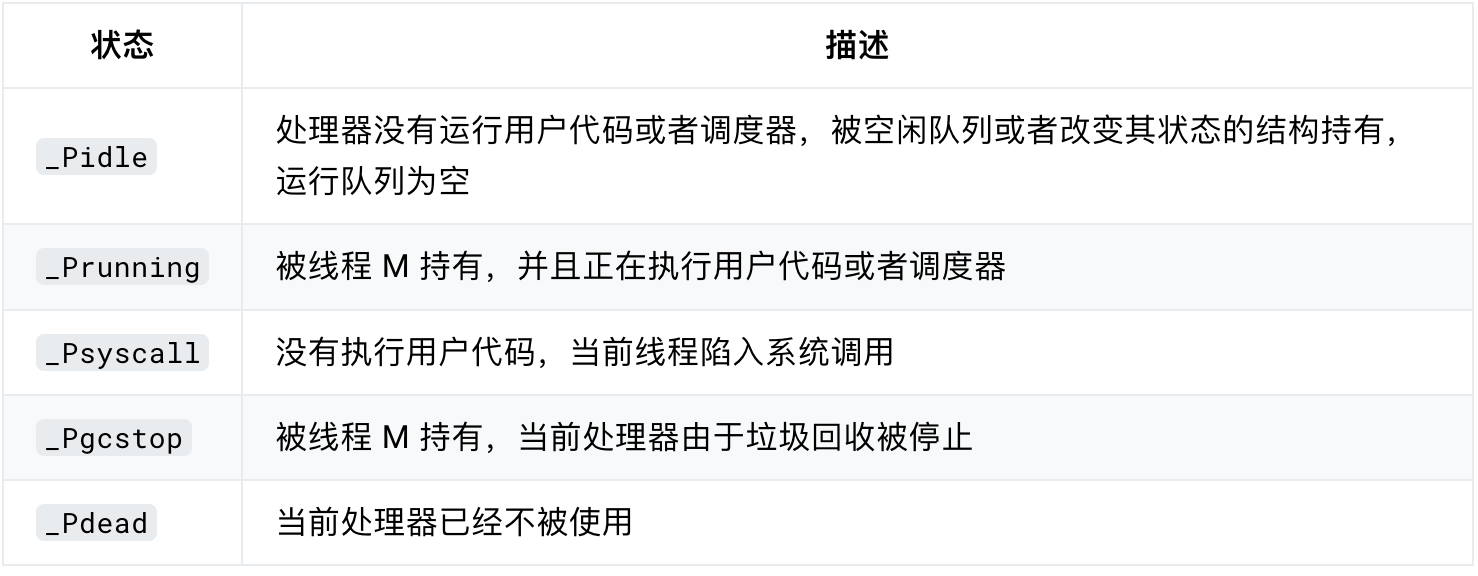 状态 描述
_Pidle 处理器没有运行用户代码或者调度器，被空闲队列或者改变其状态的结构持有，
运行队列为空
_Prunning 被线程 M 持有，并且正在执行用户代码或者调度器
_Psyscall 没有执行用户代码，当前线程陷入系统调用
_Pgcstop 被线程 M 持有，当前处理器由于垃圾回收被停止
_Pdead 当前处理器已经不被使用